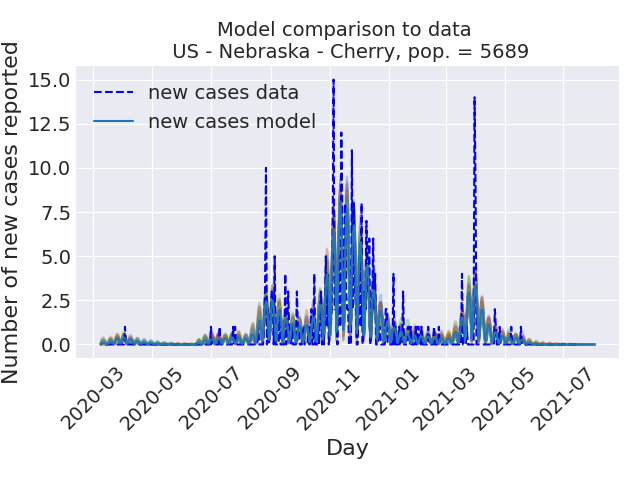 Model comparison to data
US - Nebraska - Cherry, pop. = 5689
Number of new cases reported
15.0
12.5
10.0
7.5
5.0
2.5
0.0
new cases data
new cases model
2020-03
2020-05
2020-07
2020-09
2020-11
2021-01
2021-03
2021-05
2021-07
Day